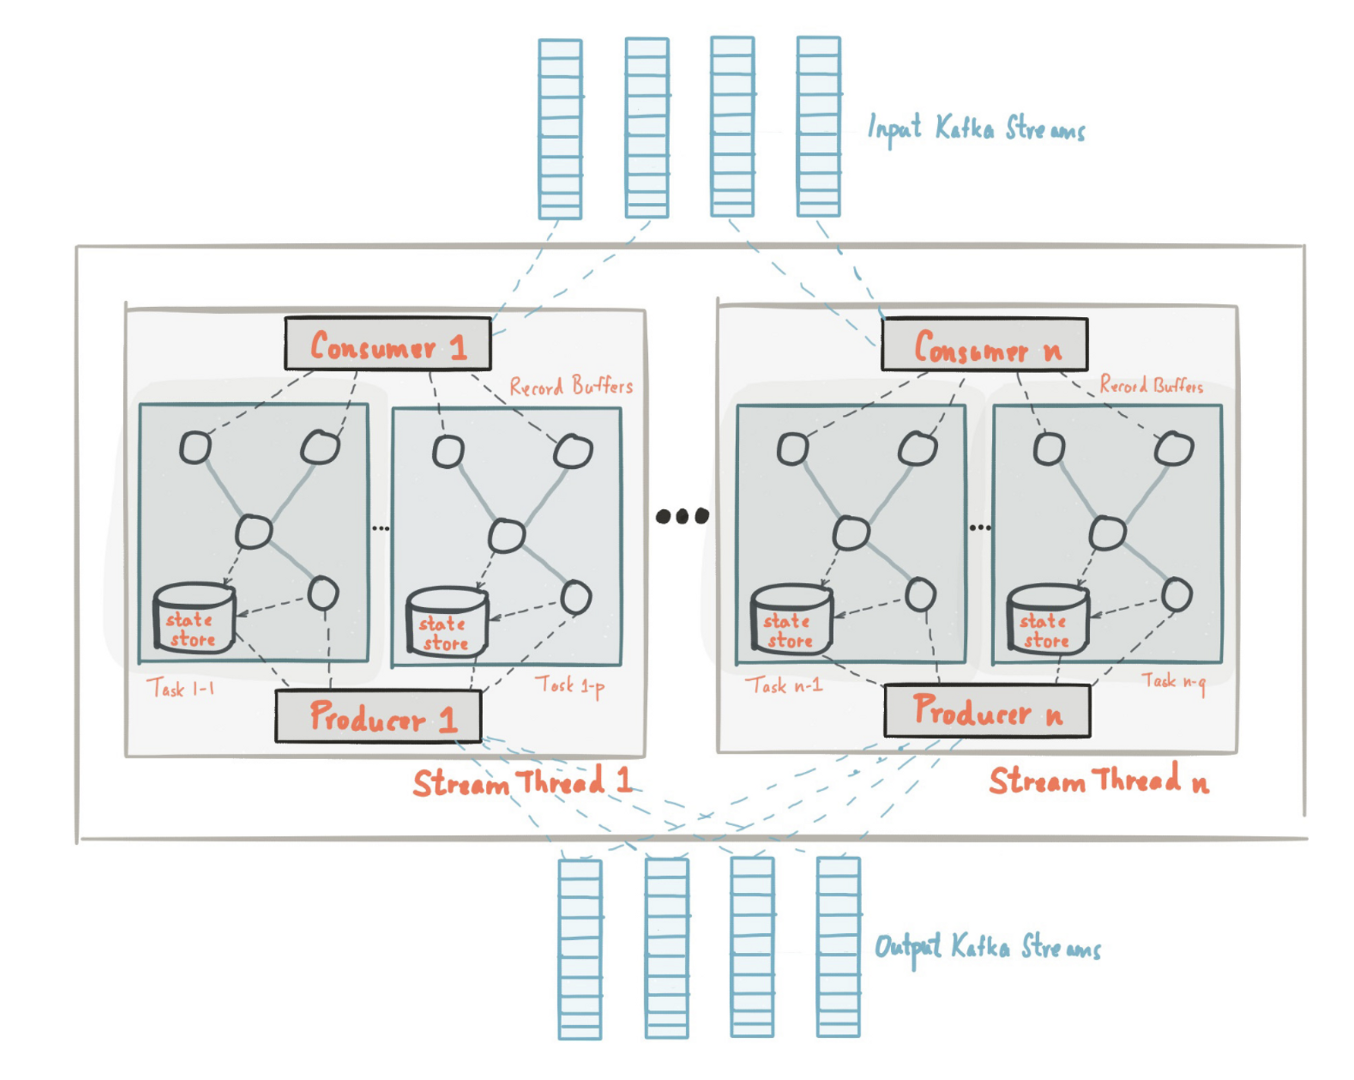 Input Kafka Streams
Consumer 1
Consumer n
Record Buffers
Record Buffers
...
...
...
state
store
state
store
state
store
state
store
Task 1-1
Task 1-p
Task n-1
Task n-q
Producer 1
Producer n
Stream Thread 1
Stream Thread n
Output Kafka Streams